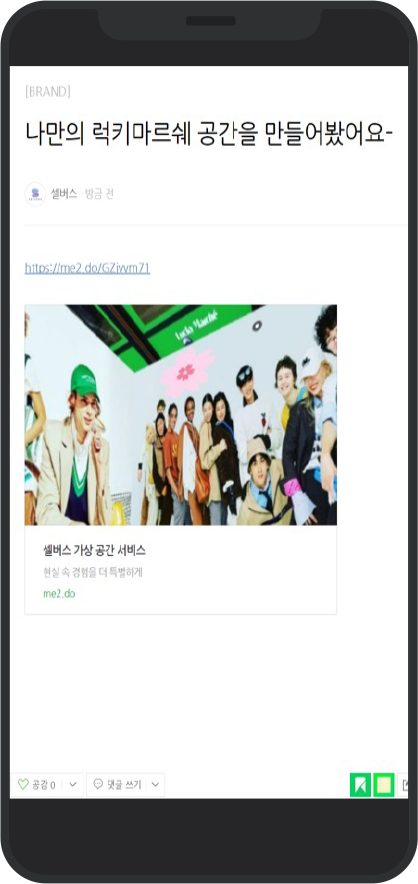 [BRAND]
나만의 럭키마르쉐 공간을 만들어봤어요-
셀버스 방금 전
https://me2.do/GZivvm71
Lucky Marché
셀버스 가상 공간 서비스
현실 속 경험을 더 특별하게
me2.do
공감 0
댓글 쓰기